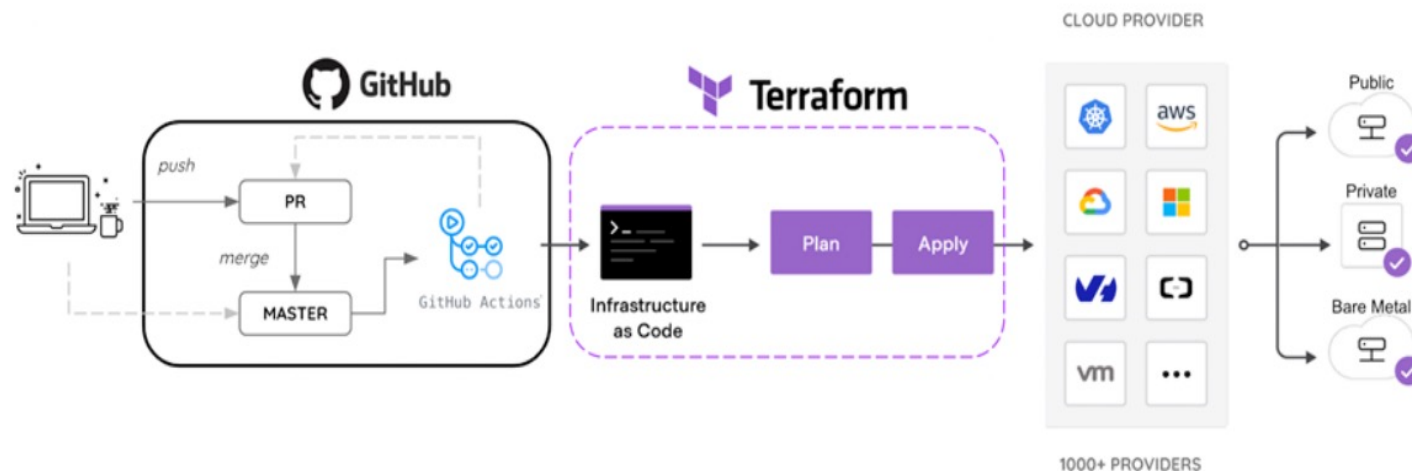 CLOUD PROVIDER
GitHub
Terraform
Public
push
PR
aws
Private
merge
Plan
Apply
GitHub Actions
MASTER
Infrastructure
as Code
Bare Metal
vm
1000+ PROVIDERS